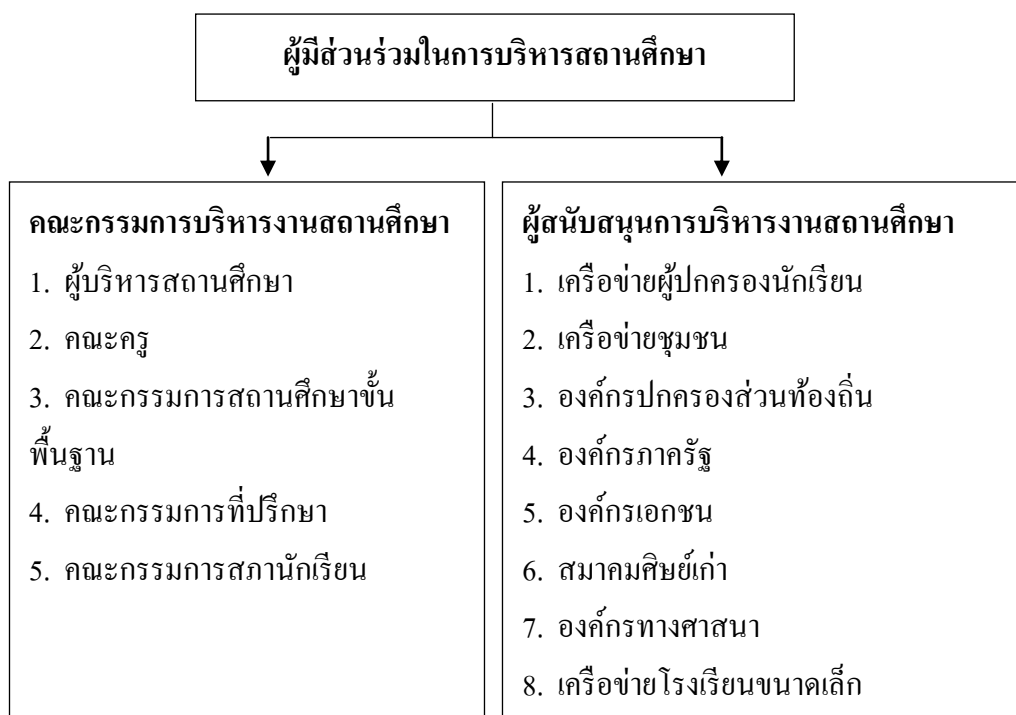 ผู้มีส่วนร่วมในการบริหารสถานศึกษา
คณะกรรมการบริหารงานสถานศึกษา
1. ผู้บริหารสถานศึกษา
2. คณะครู
3. คณะกรรมการสถานศึกษาขั้น
พื้นฐาน
4. คณะกรรมการที่ปรึกษา
5. คณะกรรมการสภานักเรียน
ผู้สนับสนุนการบริหารงานสถานศึกษา
1. เครือข่ายผู้ปกครองนักเรียน
2. เครือข่ายชุมชน
3. องค์กรปกครองส่วนท้องถิ่น
4. องค์กรภาครัฐ
5. องค์กรเอกชน
6. สมาคมศิษย์เก่า
7. องค์กรทางศาสนา
8. เครือข่ายโรงเรียนขนาดเล็ก